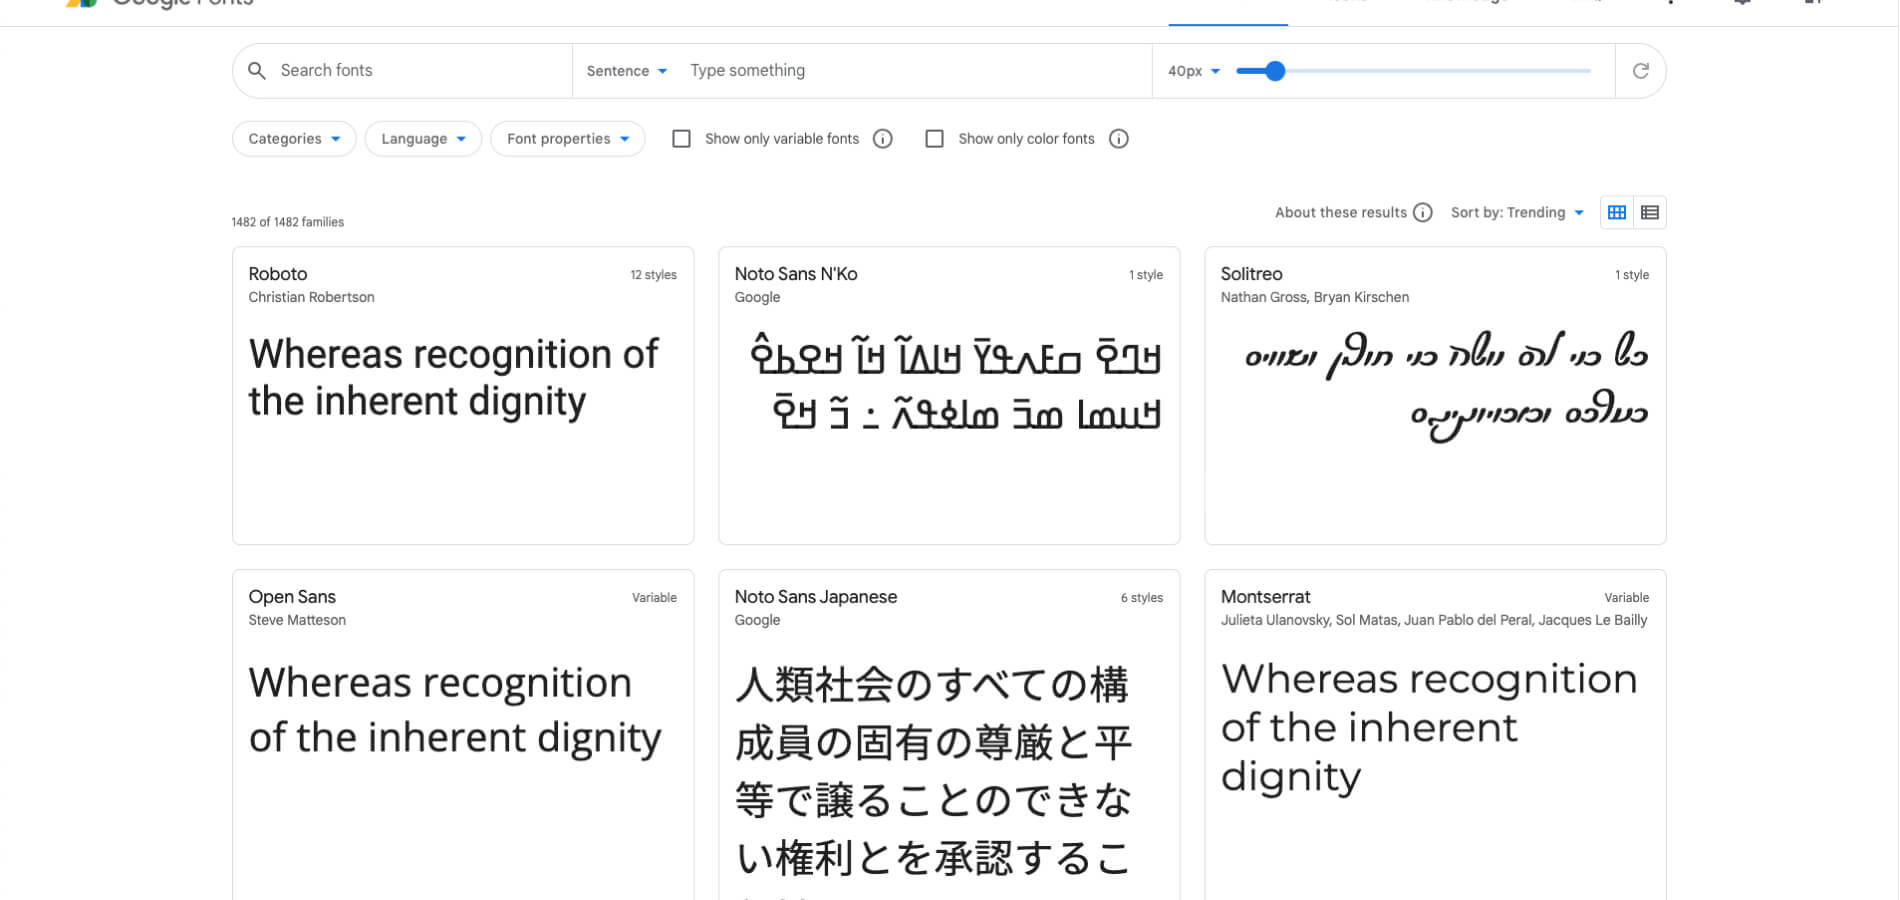 Google Fonts
Search fonts
Sentence
Type something
40px
Categories
Language
Font properties
Show only variable fonts
Show only color fonts
1482 of 1482 families
About these results
Sort by: Trending
Roboto
12 styles
Christian Robertson
Whereas recognition of
the inherent dignity
Noto Sans N'Ko
1 style
Google
Solitreo
1 style
Nathan Gross, Bryan Kirschen
Open Sans
Variable
Steve Matteson
Whereas recognition
of the inherent dignity
Noto Sans Japanese
6 styles
Google
人類社会のすべての構
成員の固有の尊厳と平
等で譲ることのできな
い権利とを承認するこ
Montserrat
Variable
Julieta Ulanovsky, Sol Matas, Juan Pablo del Peral, Jacques Le Bailly
Whereas recognition
of the inherent
dignity